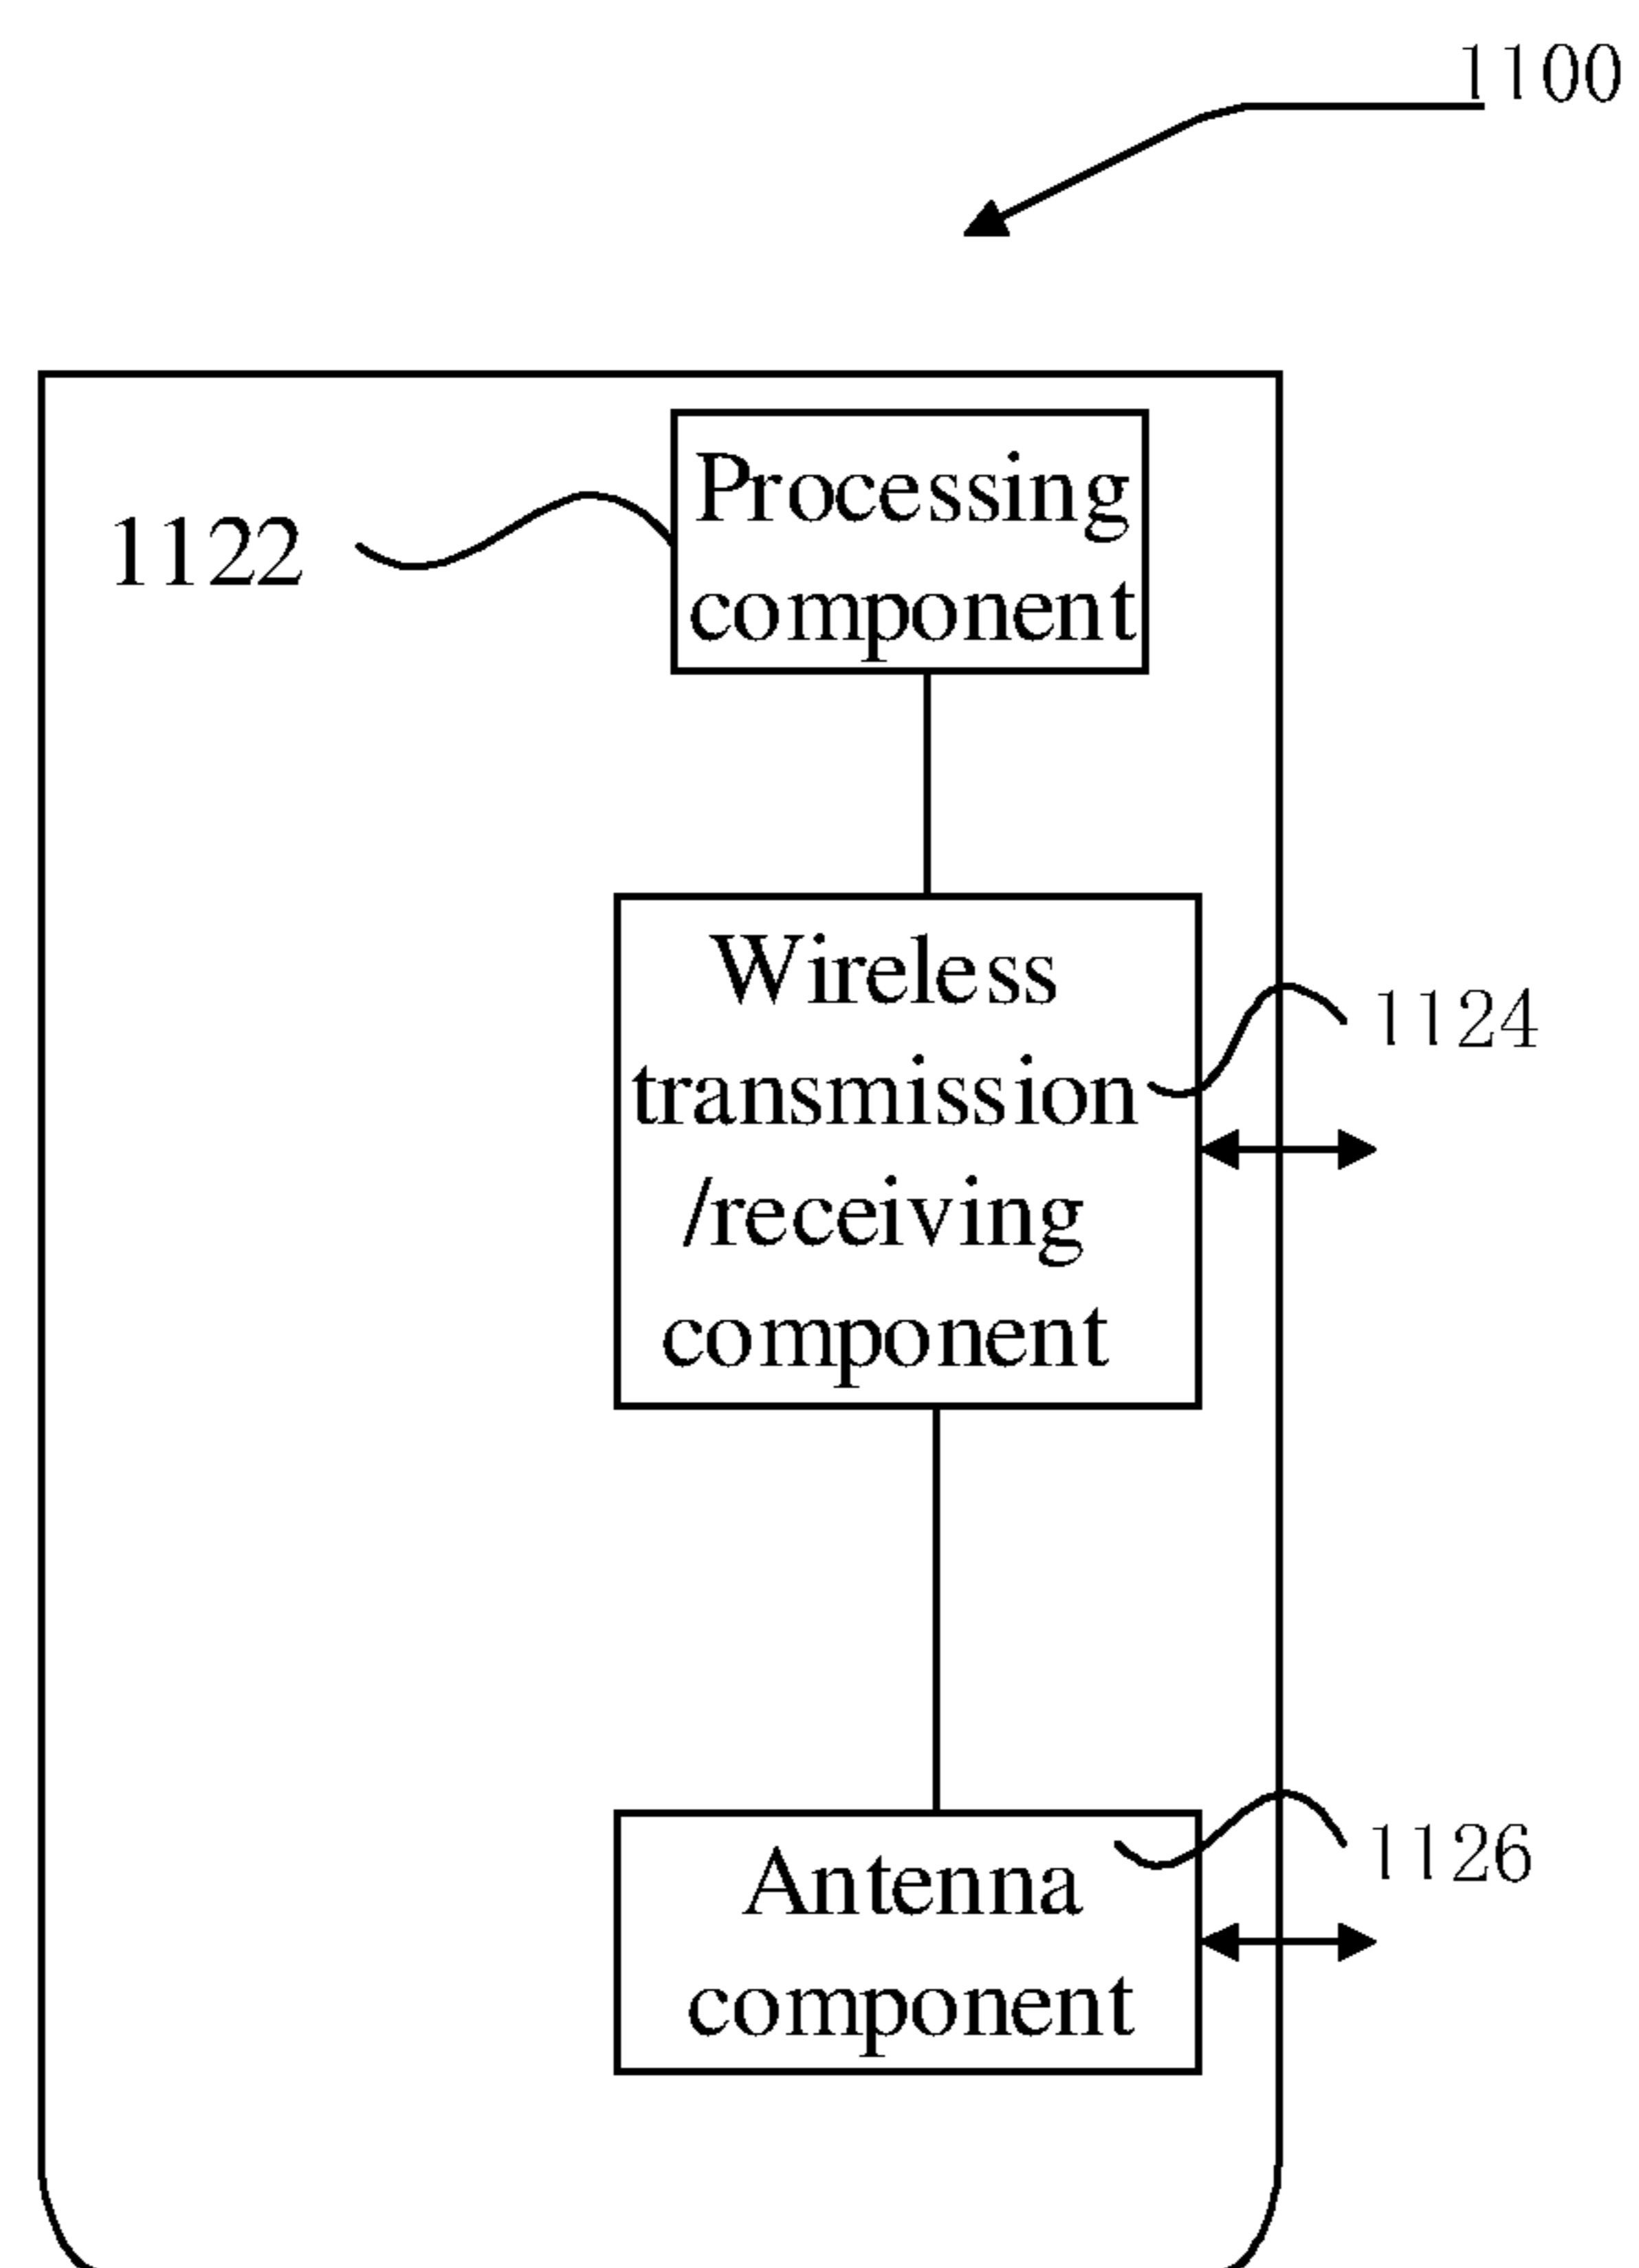 1100
Processing
component
1122
Wireless
transmission
/receiving
component
1124
Antenna
component
1126